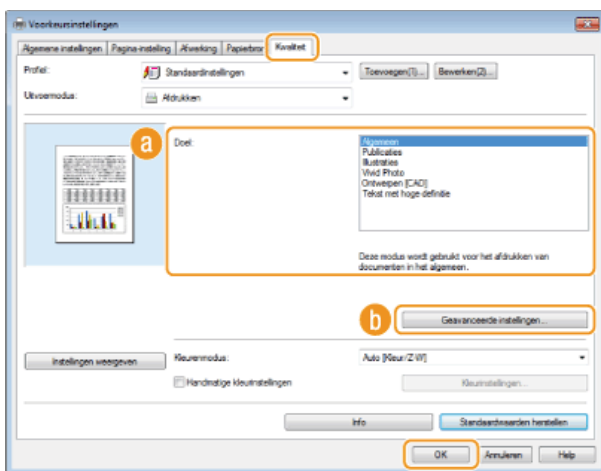 Voorkeursinstellingen
Algemene instellingen Pagina-instelling Afwerking Papierbron Kwaliteit
Profiel: Standaardinstellingen Toevoegen(1)... Bewerken(2)...
Uitvoermodus: Afdrukken
a
Doel:
Algemeen
Publicaties
Illustraties
Vivid Photo
Ontwerpen [CAD]
Tekst met hoge definitie
Deze modus wordt gebruikt voor het afdrukken van
documenten in het algemeen.
b Geavanceerde instellingen...
Instellingen weergeven Kleurenmodus: Auto [Kleur/Z-W]
Handmatige kleurinstellingen Kleurinstellingen...
Info Standaardwaarden herstellen
OK Annuleren Help